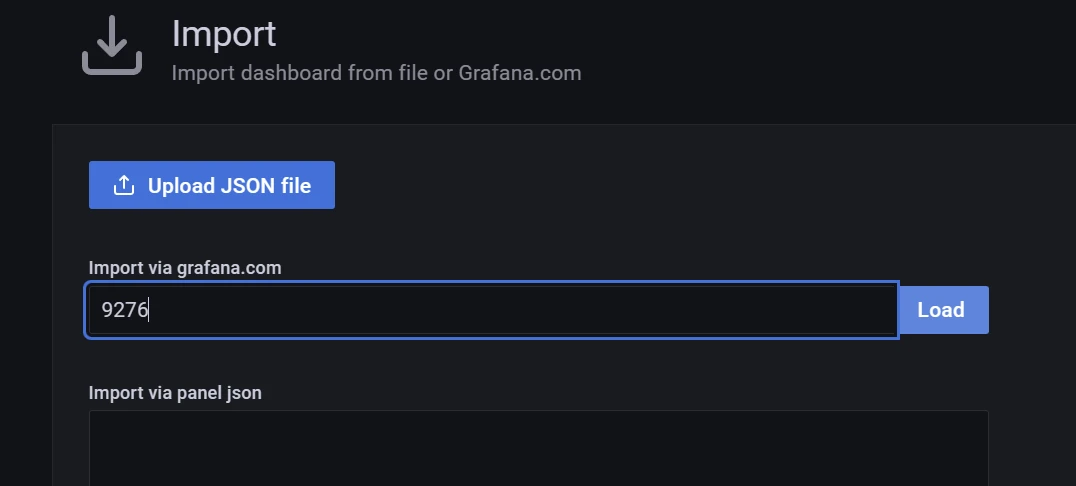 Import
Import dashboard from file or Grafana.com
Upload JSON file
Import via grafana.com
9276
Load
Import via panel json